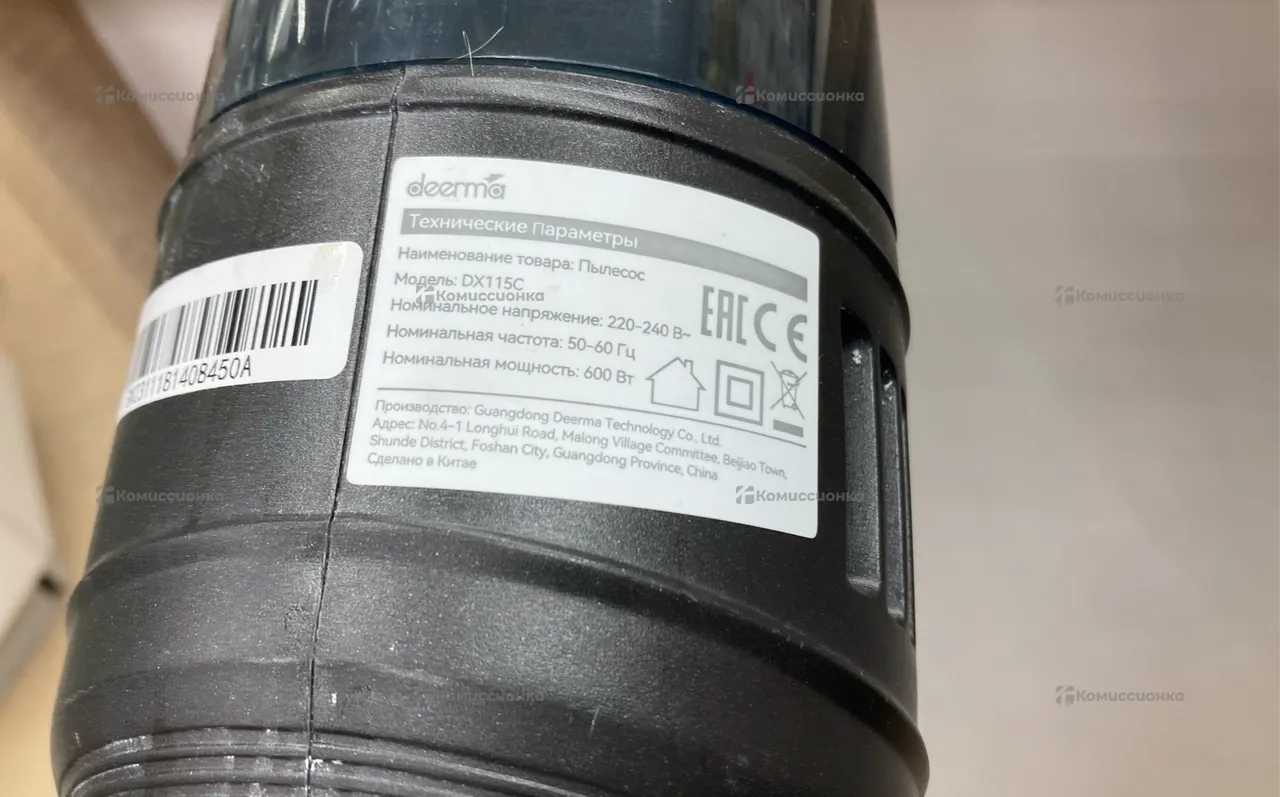 deerma
Технические Параметры
Наименование товара: Пылесос
Модель: DX115C
Номинальное напряжение: 220-240 В~
Номинальная частота: 50-60 Гц
Номинальная мощность: 600 Вт
EAC CE
Производство: Guangdong Deerma Technology Co., Ltd.
Адрес: No.4-1 Longhui Road, Malong Village Committee, Beijiao Town,
Shunde District, Foshan City, Guangdong Province, China
Сделано в Китае
Комиссионка
Комиссионка
Комиссионка
Комиссионка
Комиссионка
Комиссионка
Комиссионка
Комиссионка